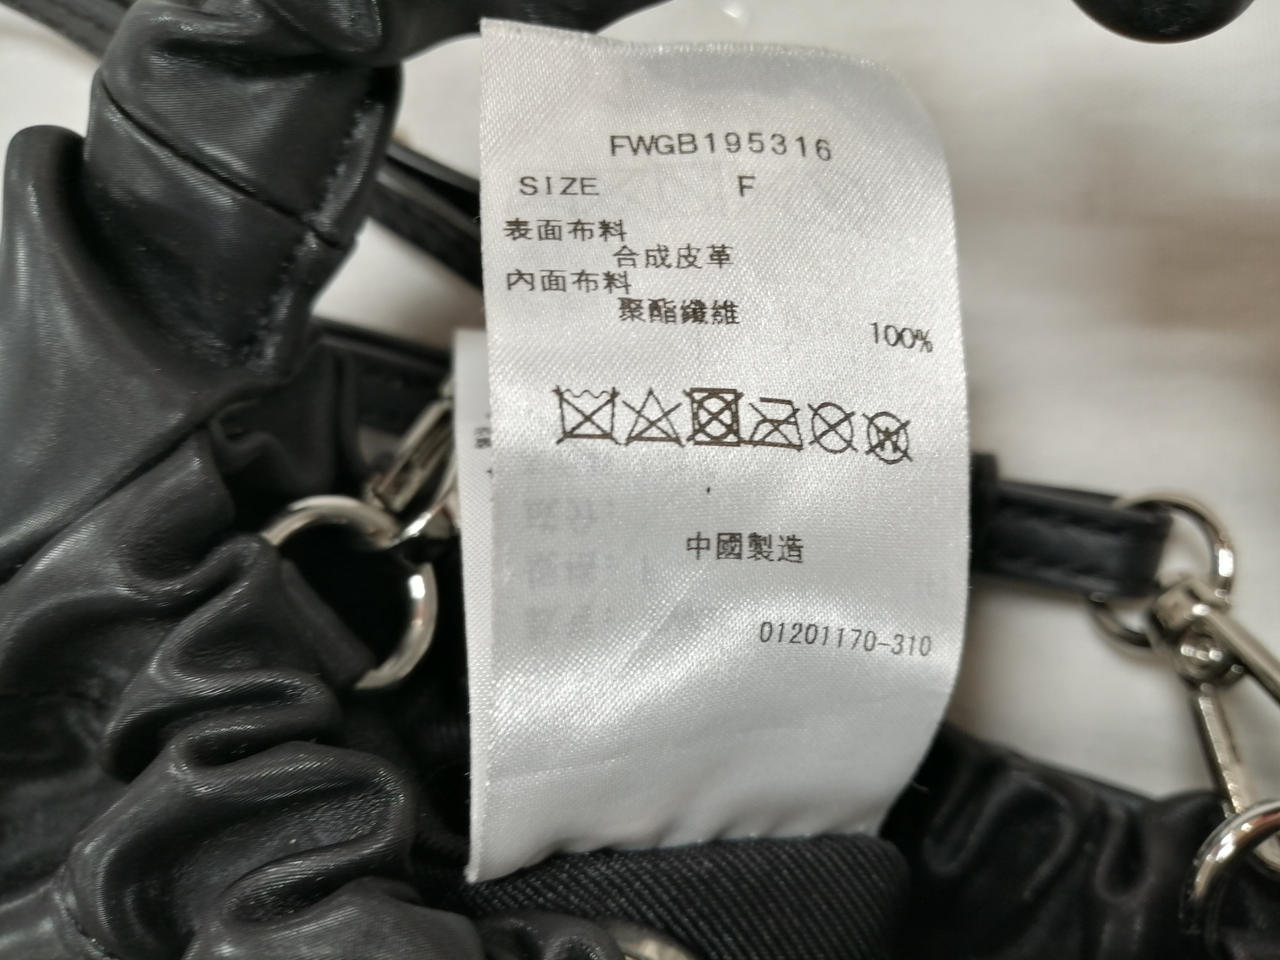 FWGB195316
SIZE F
表面布料
合成皮革
內面布料
聚酯纖維
100%
中國製造
01201170-310